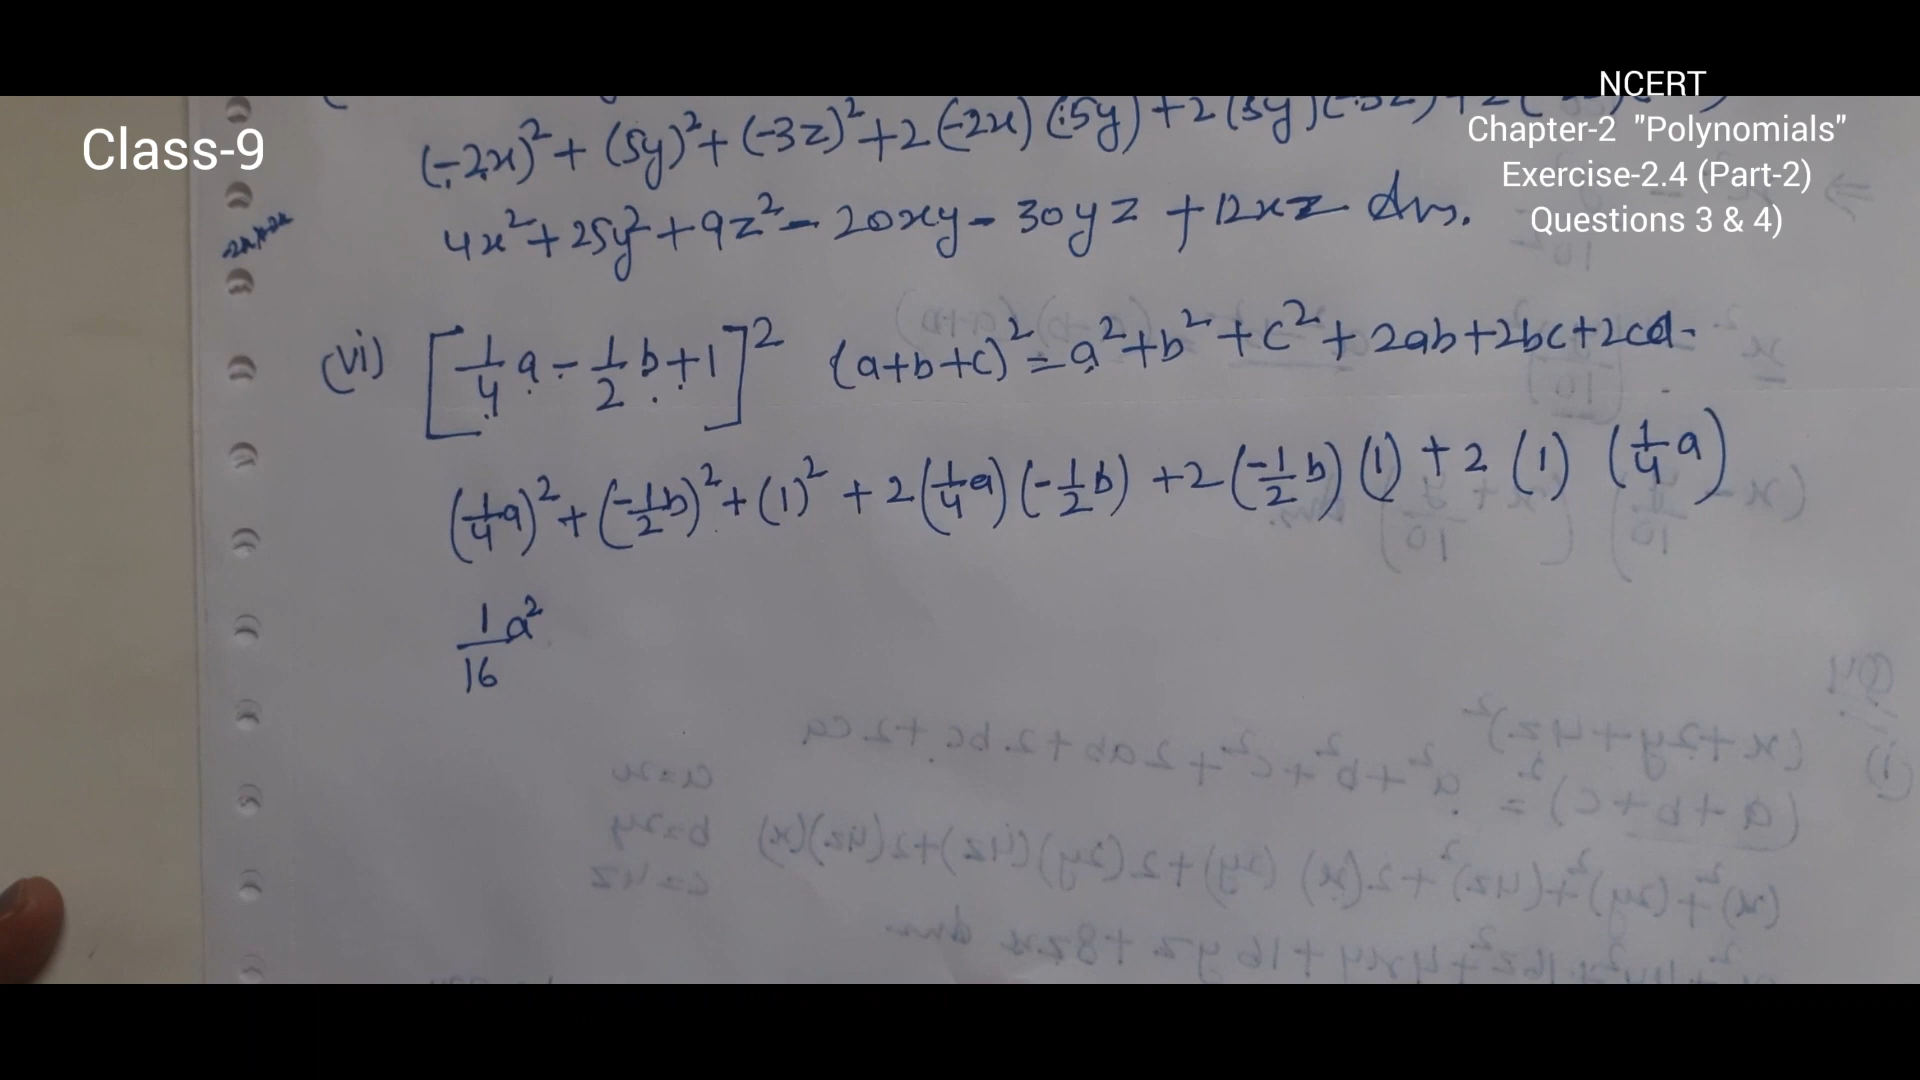 NCERT
Chapter-2 "Polynomials"
Exercise-2.4 (Part-2)
Questions 3 & 4)
Class-9
(-2x)² + (5y)² + (-3z)² + 2(-2x)(5y) + 2(5y)
4x² + 25y² + 9z² - 20xy - 30yz + 12xz Ans.
(vi) [1/4 a - 1/2 b + 1]² (a+b+c)² = a² + b² + c² + 2ab + 2bc + 2ca
(1/4 a)² + (-1/2 b)² + (1)² + 2(1/4 a)(-1/2 b) + 2(-1/2 b)(1) + 2(1)(1/4 a)
1/16 a²